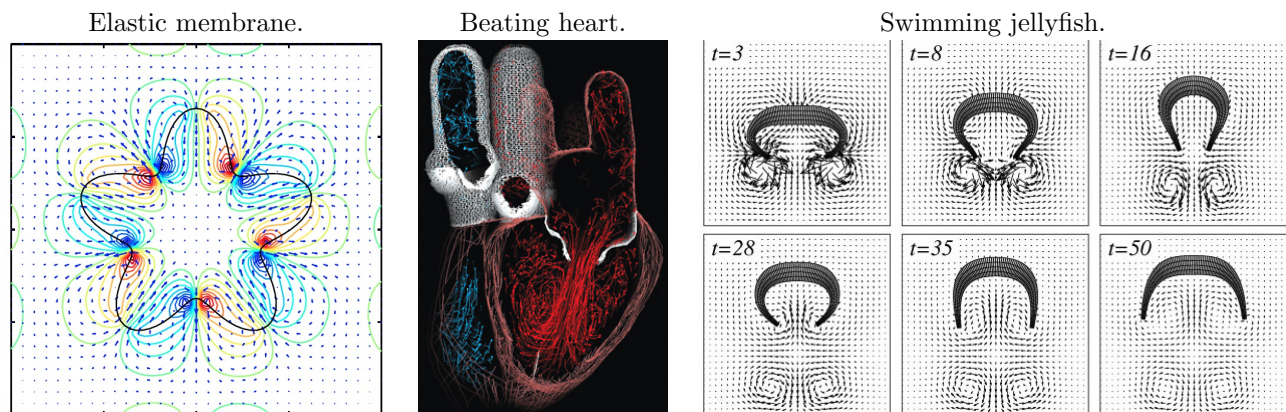 Elastic membrane.
Beating heart.
Swimming jellyfish.
t=3
t=8
t=16
t=28
t=35
t=50